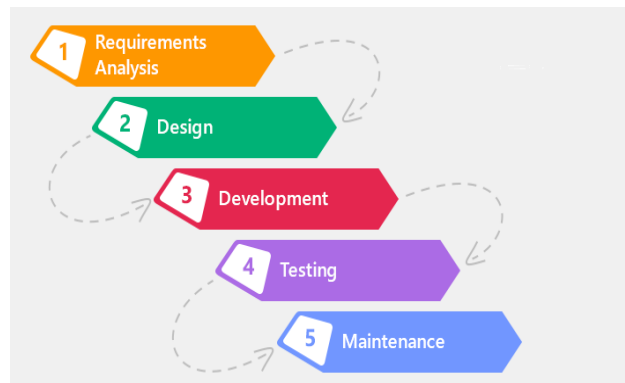 1
Requirements
Analysis
2
Design
3
Development
4
Testing
5
Maintenance